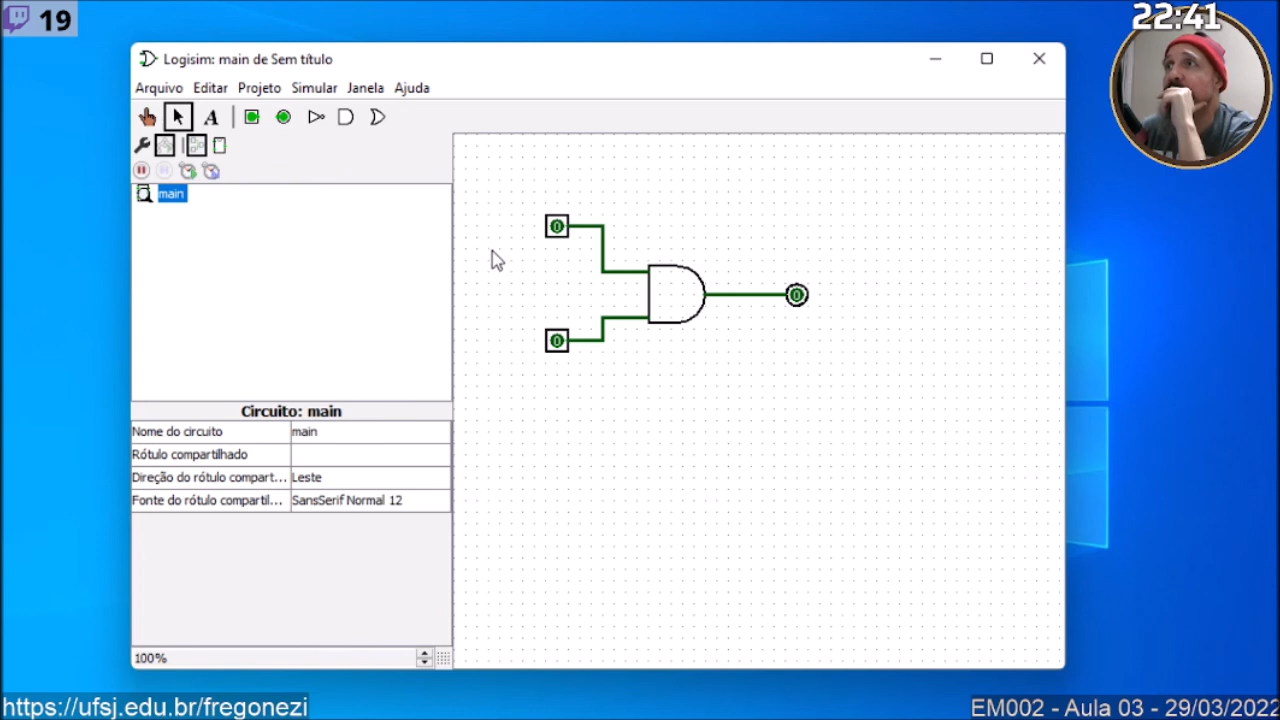 19
22:41
Logisim: main de Sem título
Arquivo Editar Projeto Simular Janela Ajuda
A
main
0
0
0
Circuito: main
Nome do circuito main
Rótulo compartilhado
Direção do rótulo compart... Leste
Fonte do rótulo compartil... SansSerif Normal 12
100%
https://ufsj.edu.br/fregonezi
EM002 - Aula 03 - 29/03/2022